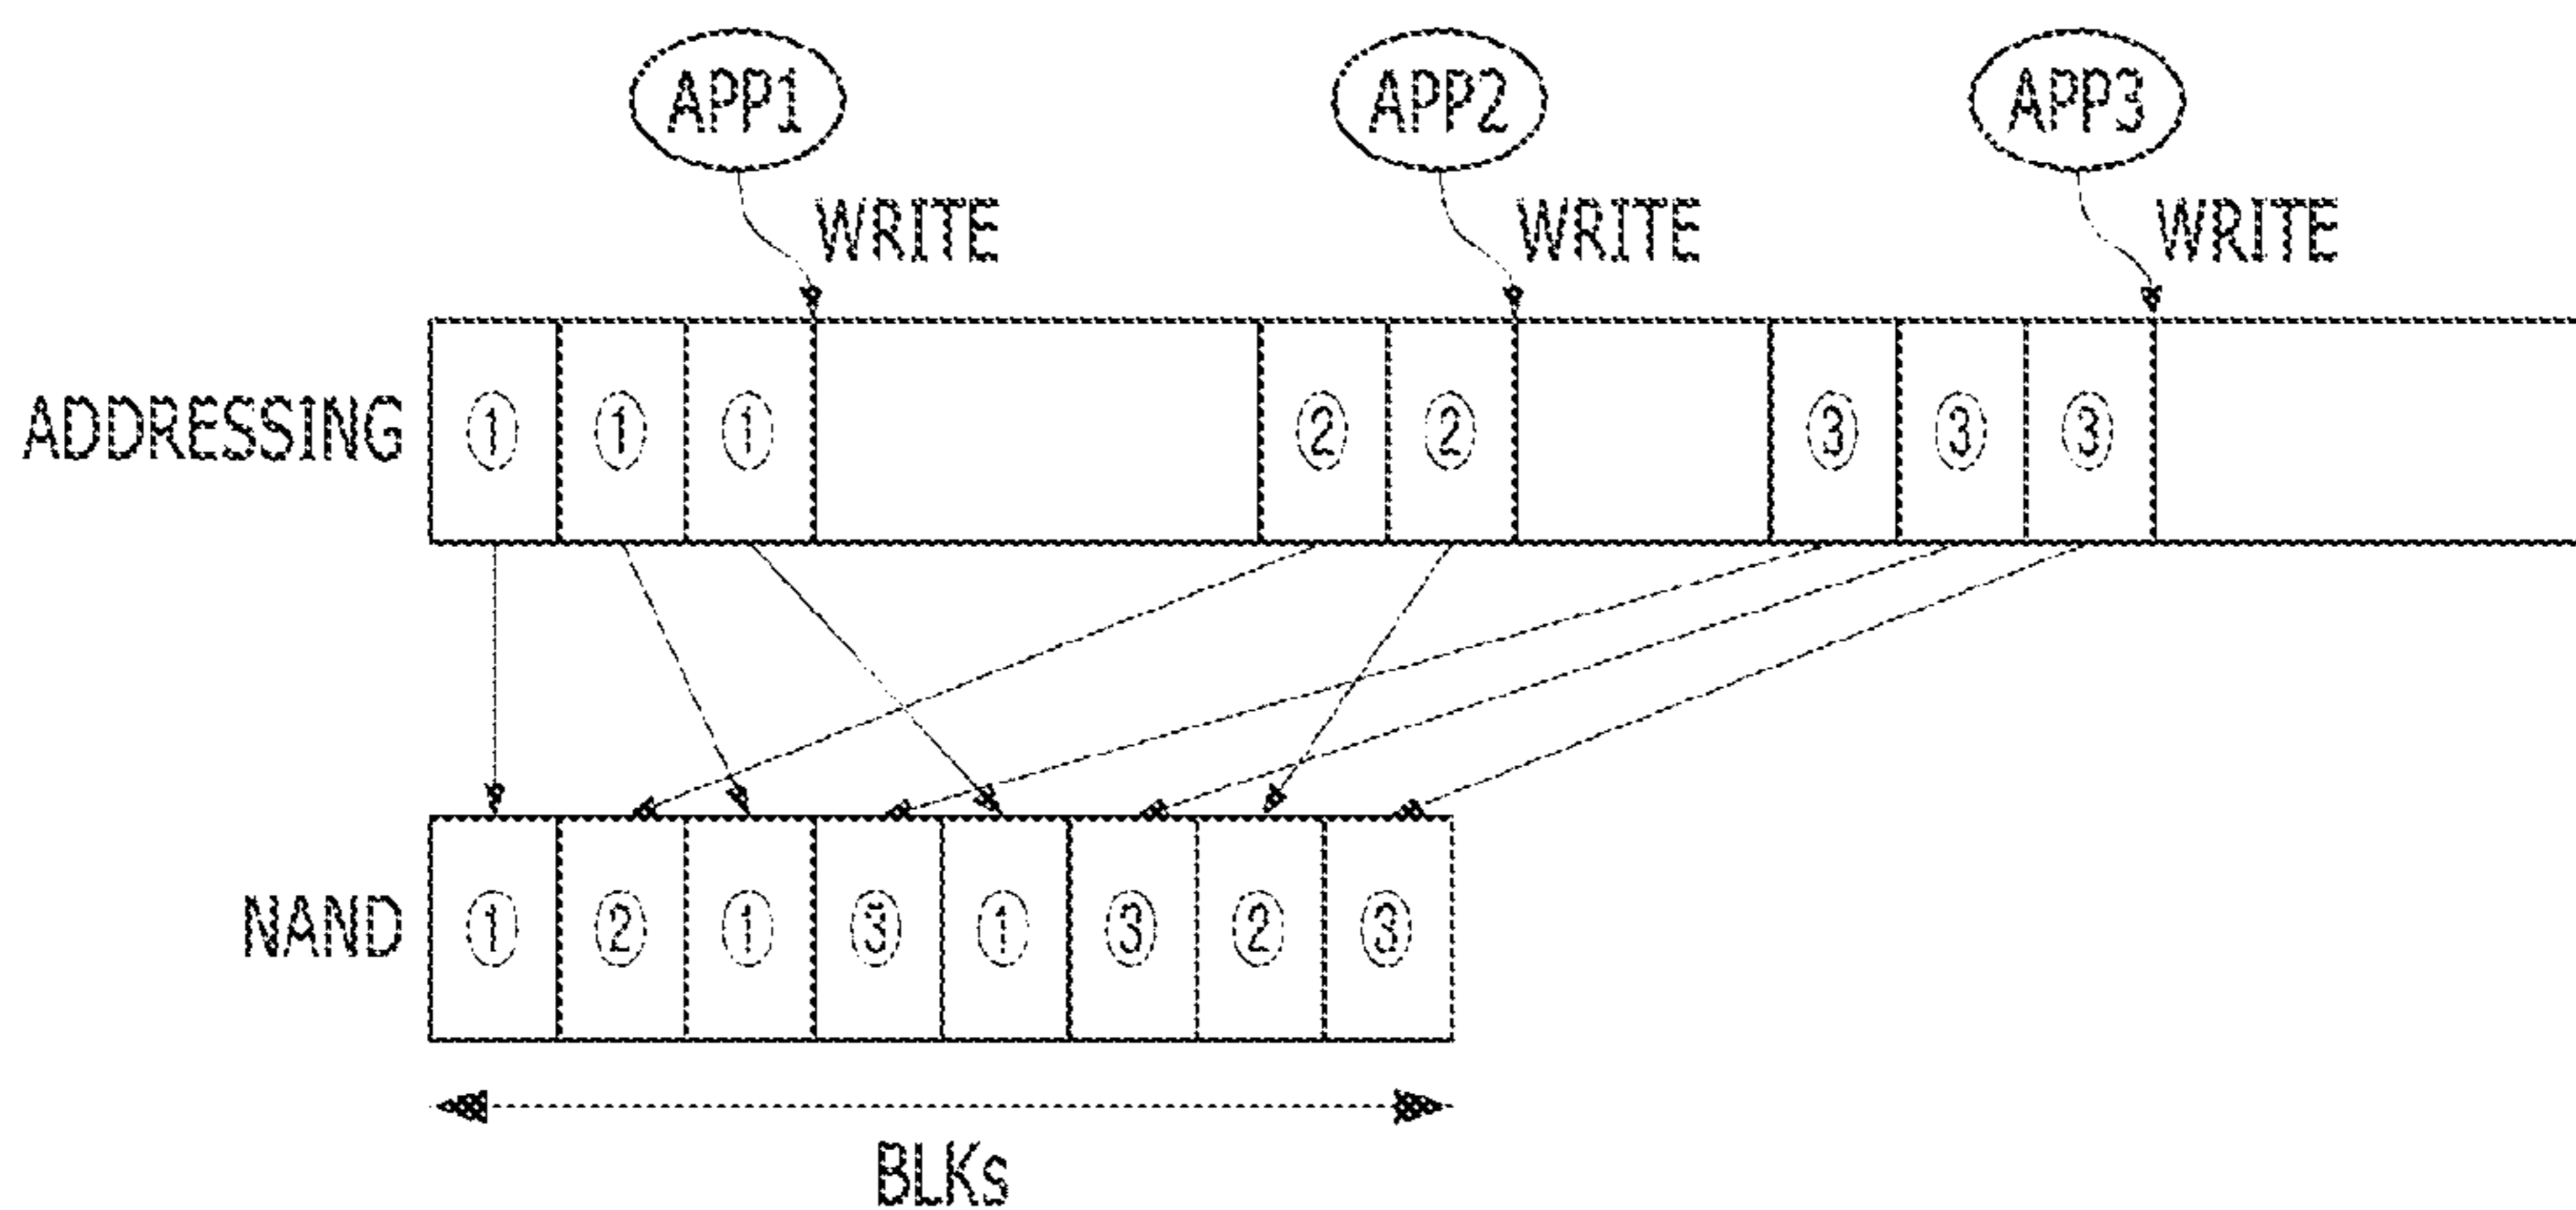 APP1 APP2 APP3
WRITE WRITE WRITE
ADDRESSING ① ① ① ② ② ③ ③ ③
NAND ① ② ① ③ ① ③ ② ③
BLKs